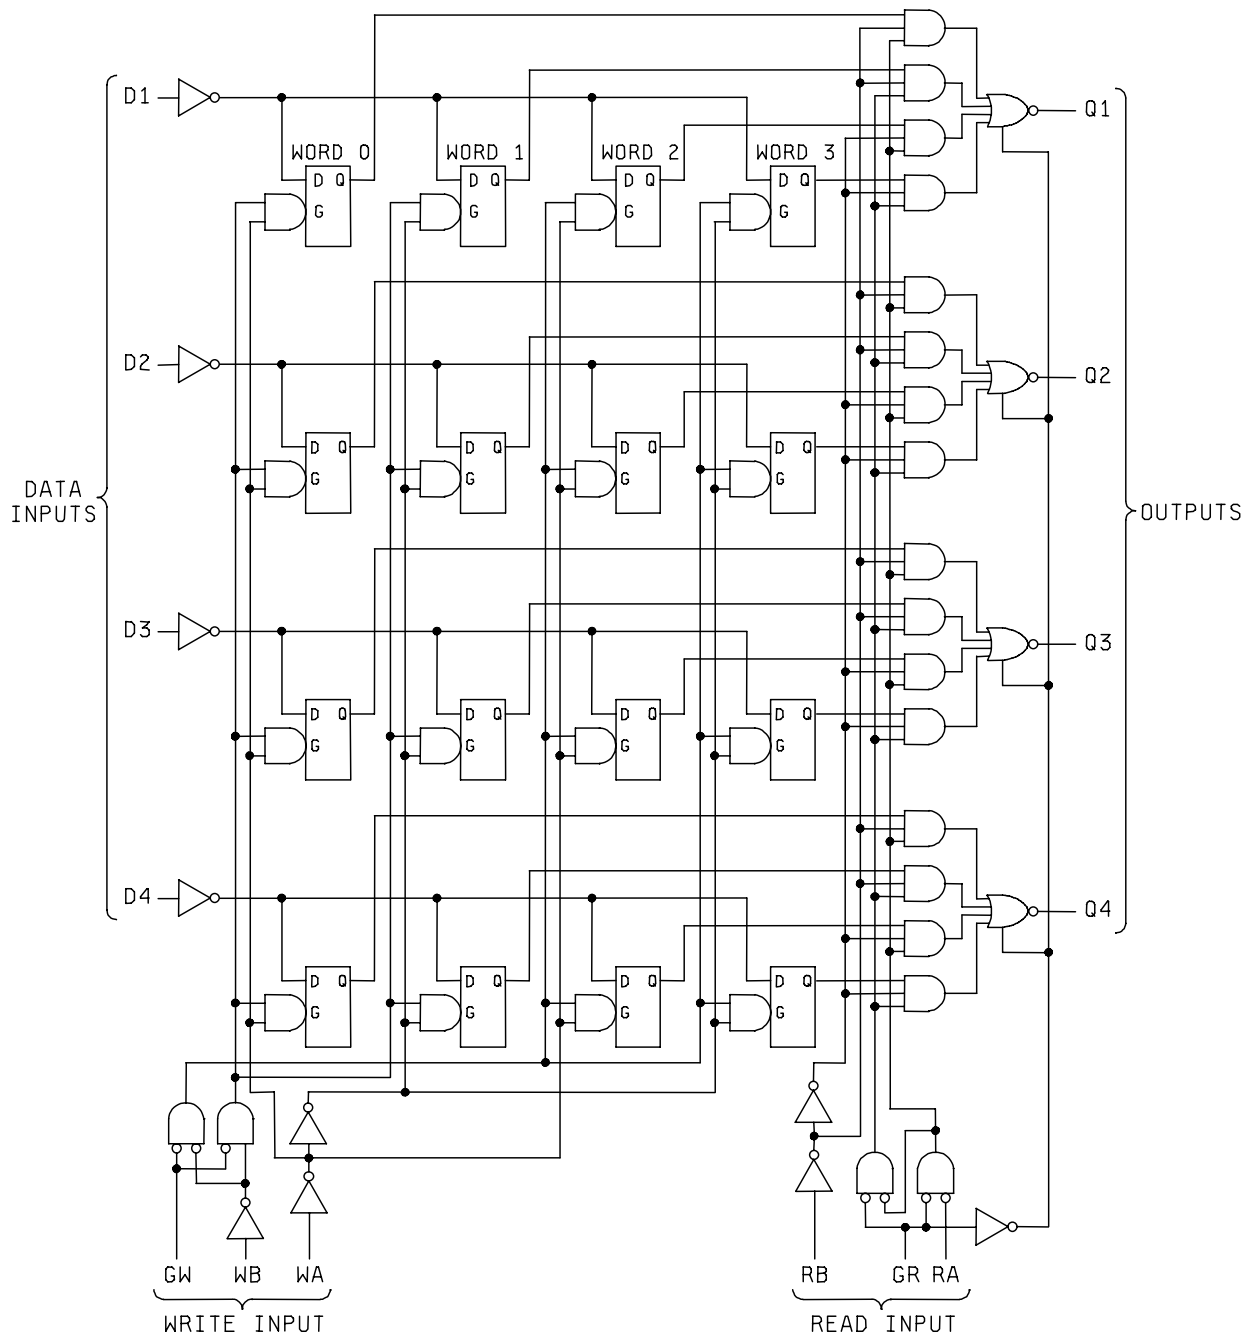 D1
Q1
WORD 0 WORD 1 WORD 2 WORD 3
D Q D Q D Q D Q
G G G G
D2
Q2
D Q D Q D Q D Q
G G G G
DATA
INPUTS
OUTPUTS
D3
Q3
D Q D Q D Q D Q
G G G G
D4
Q4
D Q D Q D Q D Q
G G G G
GW WB WA RB GR RA
WRITE INPUT READ INPUT